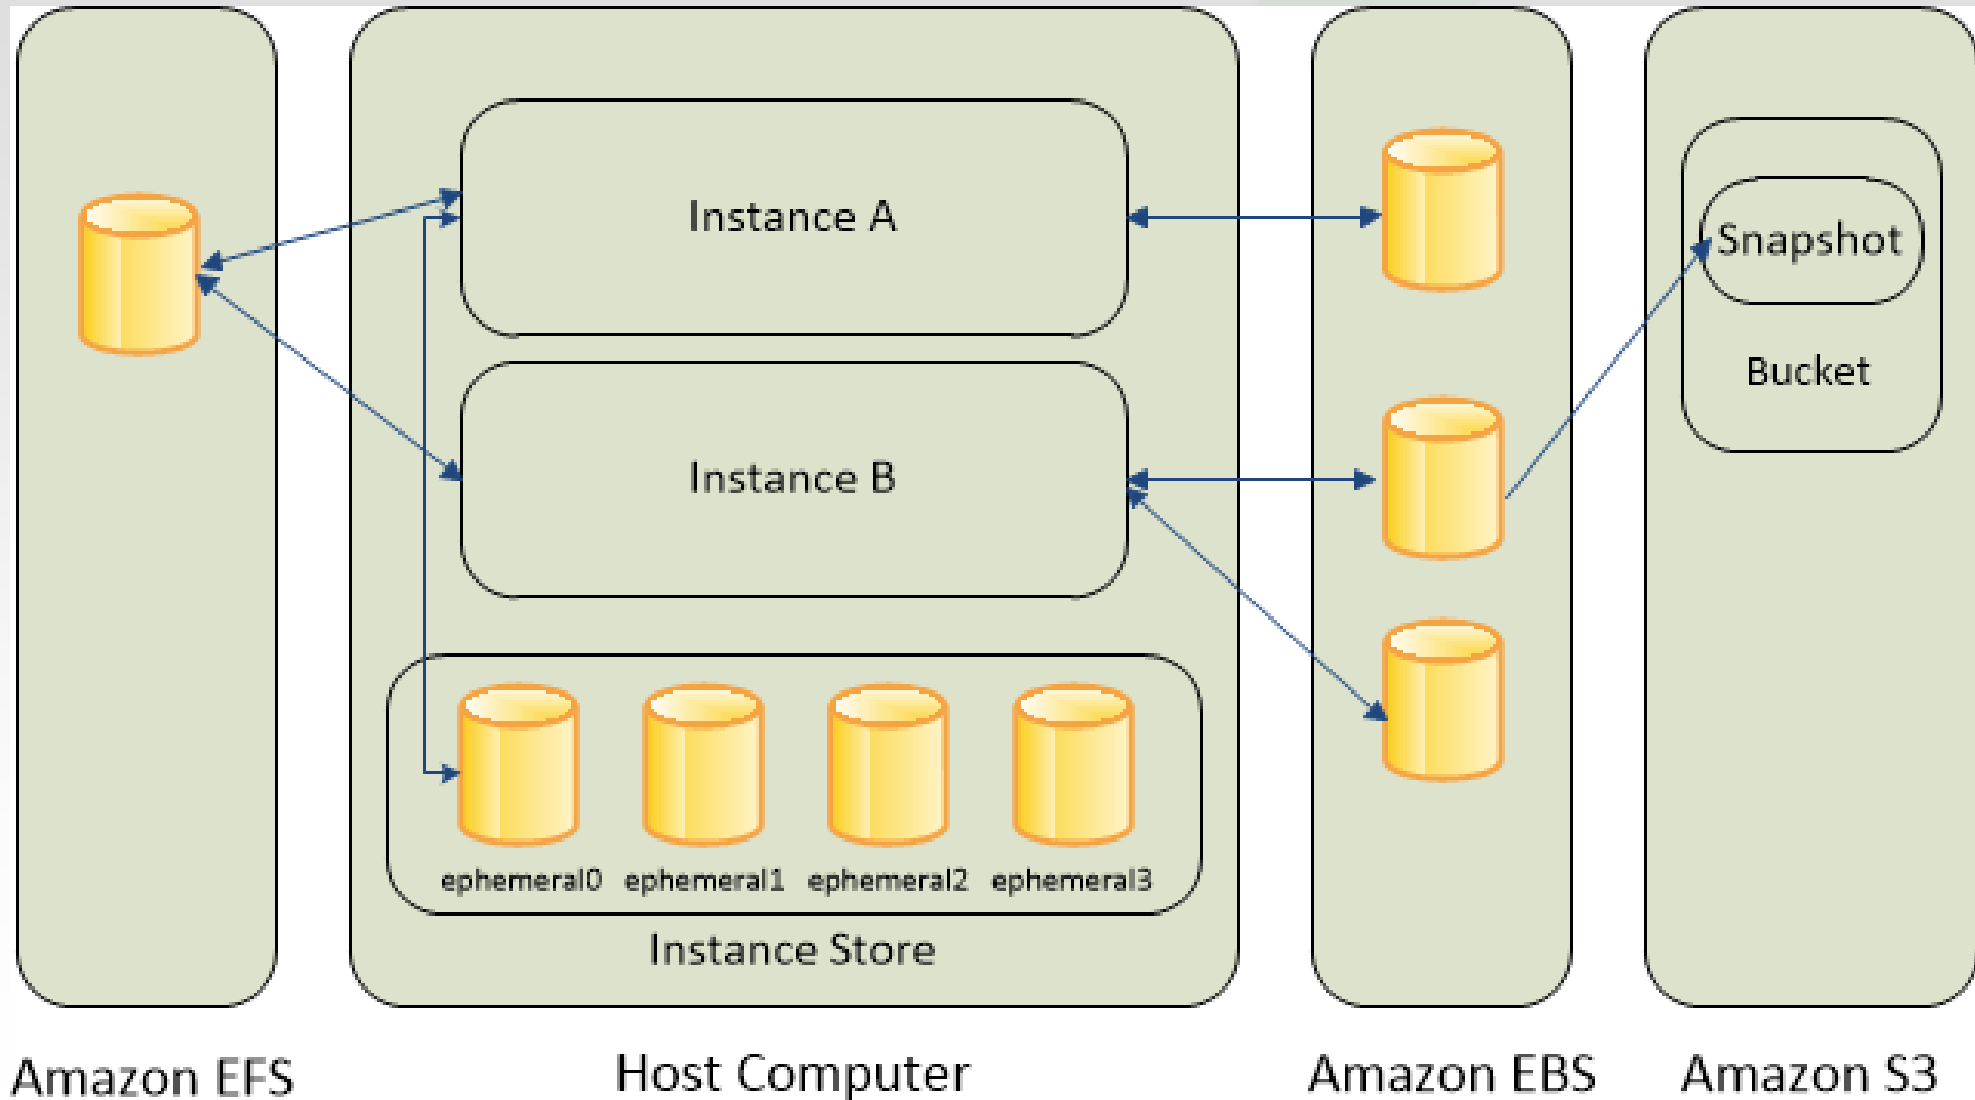 Instance A
Snapshot
Bucket
Instance B
ephemeral0 ephemeral1 ephemeral2 ephemeral3
Instance Store
Amazon EFS
Host Computer
Amazon EBS
Amazon S3